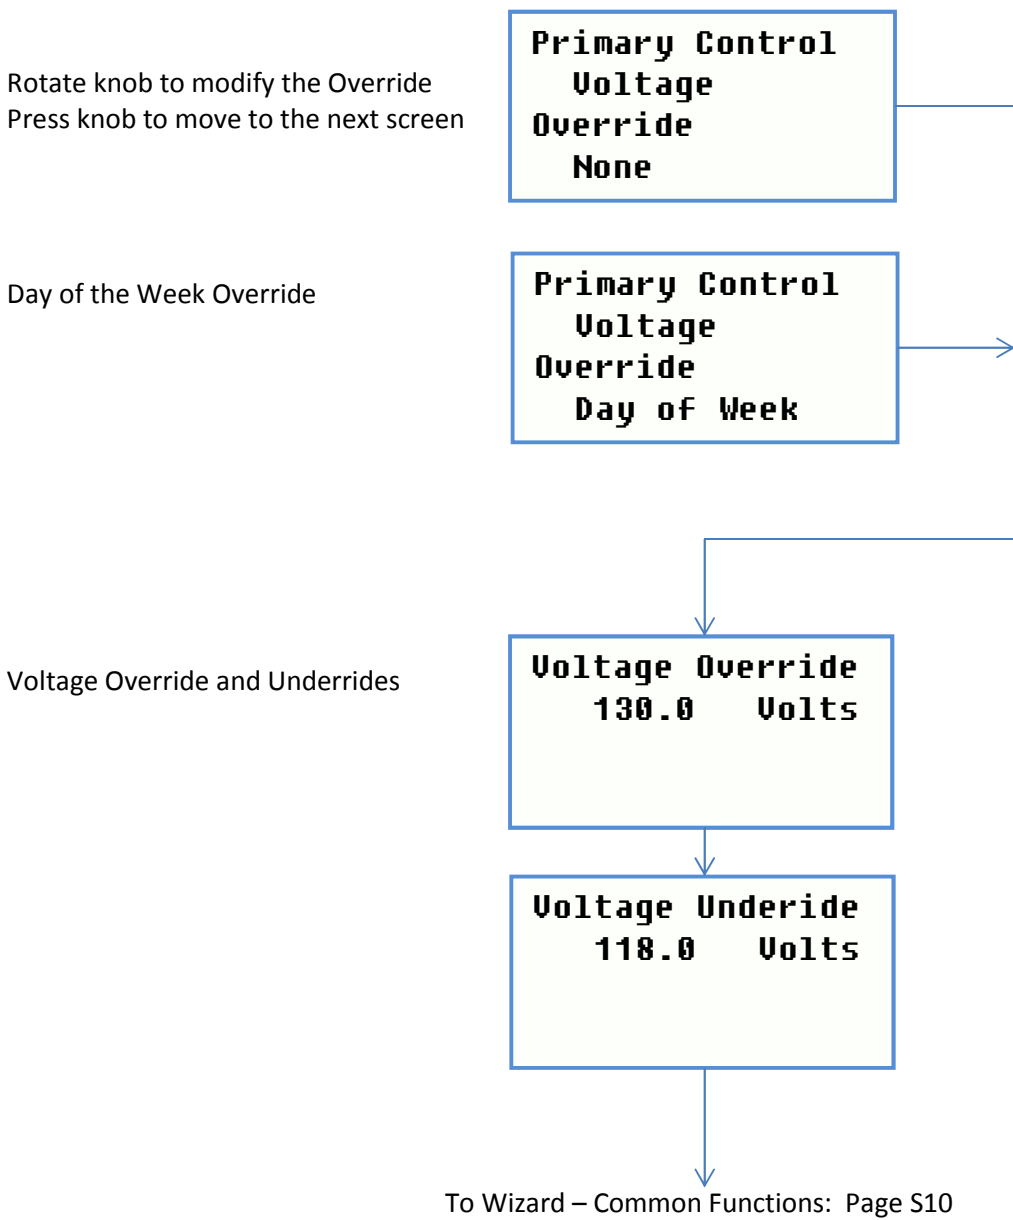 Rotate knob to modify the Override
Press knob to move to the next screen
Primary Control
Voltage
Override
None
Day of the Week Override
Primary Control
Voltage
Override
Day of Week
Voltage Override and Underrides
Voltage Override
130.0 Volts
Voltage Underide
118.0 Volts
To Wizard – Common Functions: Page S10